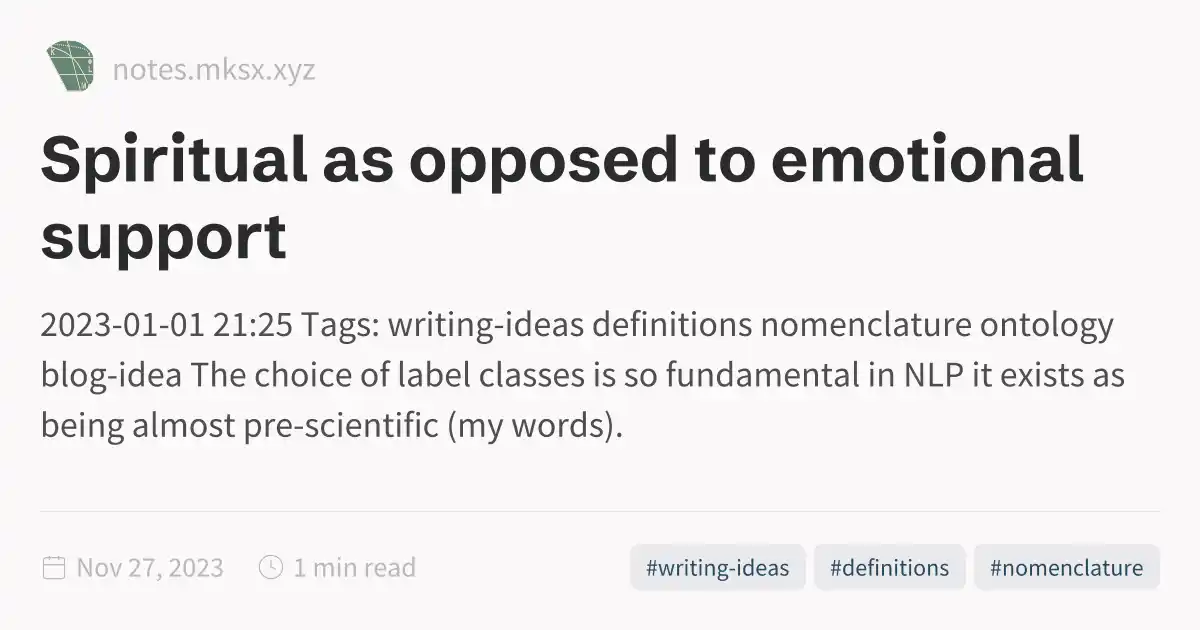 notes.mksx.xyz
Spiritual as opposed to emotional
support
2023-01-01 21:25 Tags: writing-ideas definitions nomenclature ontology
blog-idea The choice of label classes is so fundamental in NLP it exists as
being almost pre-scientific (my words).
Nov 27, 2023 1 min read #writing-ideas #definitions #nomenclature